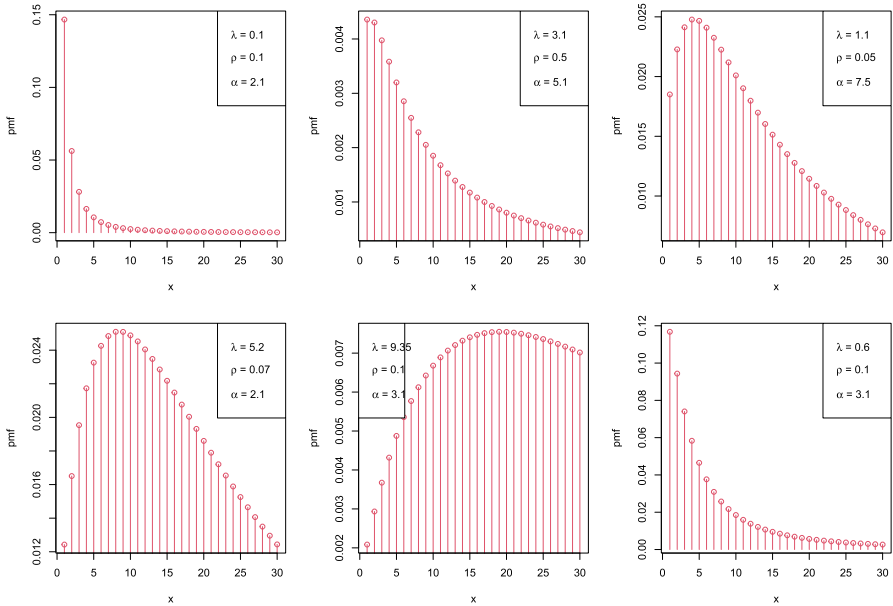 pmf
0.00 0.05 0.10 0.15
λ = 0.1
ρ = 0.1
α = 2.1
0 5 10 15 20 25 30
x
pmf
0.001 0.002 0.003 0.004
λ = 3.1
ρ = 0.5
α = 5.1
0 5 10 15 20 25 30
x
pmf
0.010 0.015 0.020 0.025
λ = 1.1
ρ = 0.05
α = 7.5
0 5 10 15 20 25 30
x
pmf
0.012 0.016 0.020 0.024
λ = 5.2
ρ = 0.07
α = 2.1
0 5 10 15 20 25 30
x
pmf
0.002 0.003 0.004 0.005 0.006 0.007
λ = 9.35
ρ = 0.1
α = 3.1
0 5 10 15 20 25 30
x
pmf
0.00 0.02 0.04 0.06 0.08 0.10 0.12
λ = 0.6
ρ = 0.1
α = 3.1
0 5 10 15 20 25 30
x